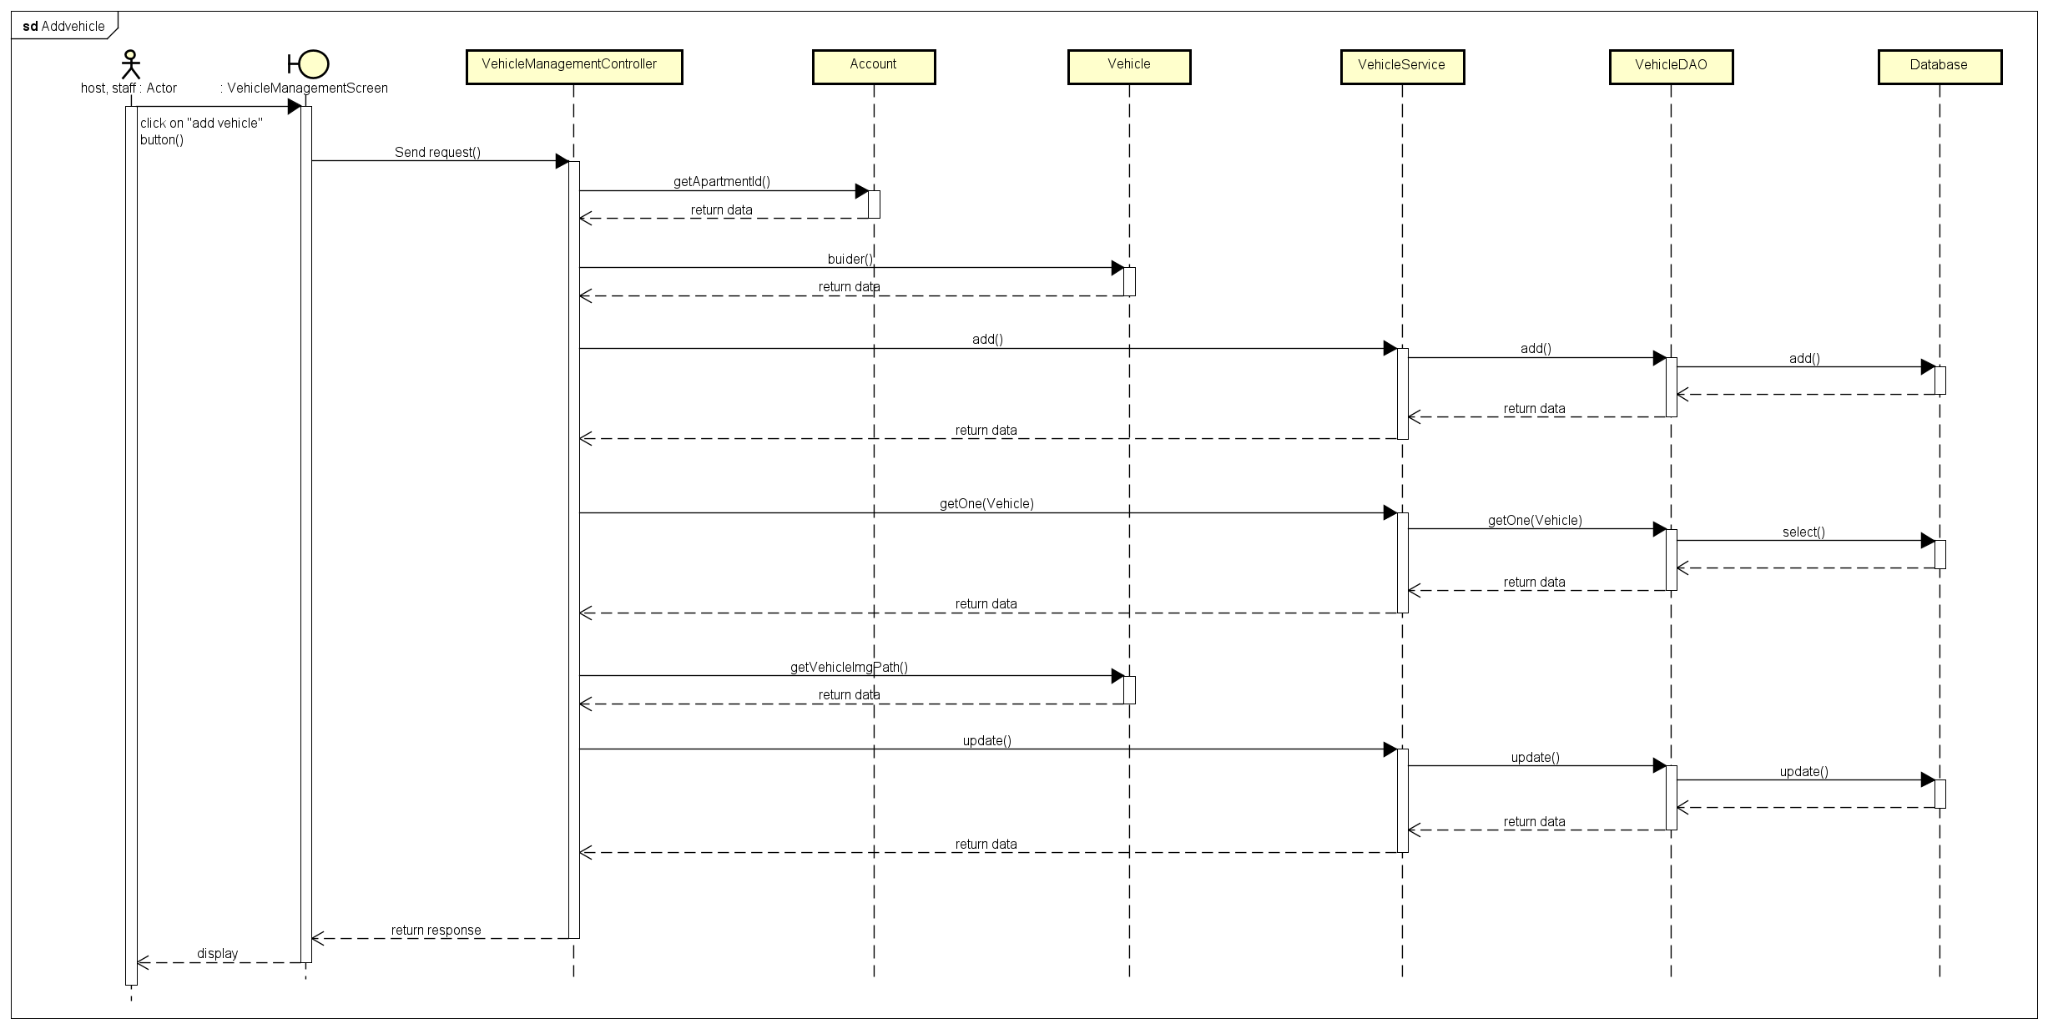 sd Addvehicle
VehicleManagementController
Account
Vehicle
VehicleService
VehicleDAO
Database
host, staff : Actor
: VehicleManagementScreen
click on "add vehicle"
button()
Send request()
getApartmentId()
return data
buider()
return data
add()
add()
add()
return data
return data
getOne(Vehicle)
getOne(Vehicle)
select()
return data
return data
getVehicleImgPath()
return data
update()
update()
update()
return data
return data
return response
display